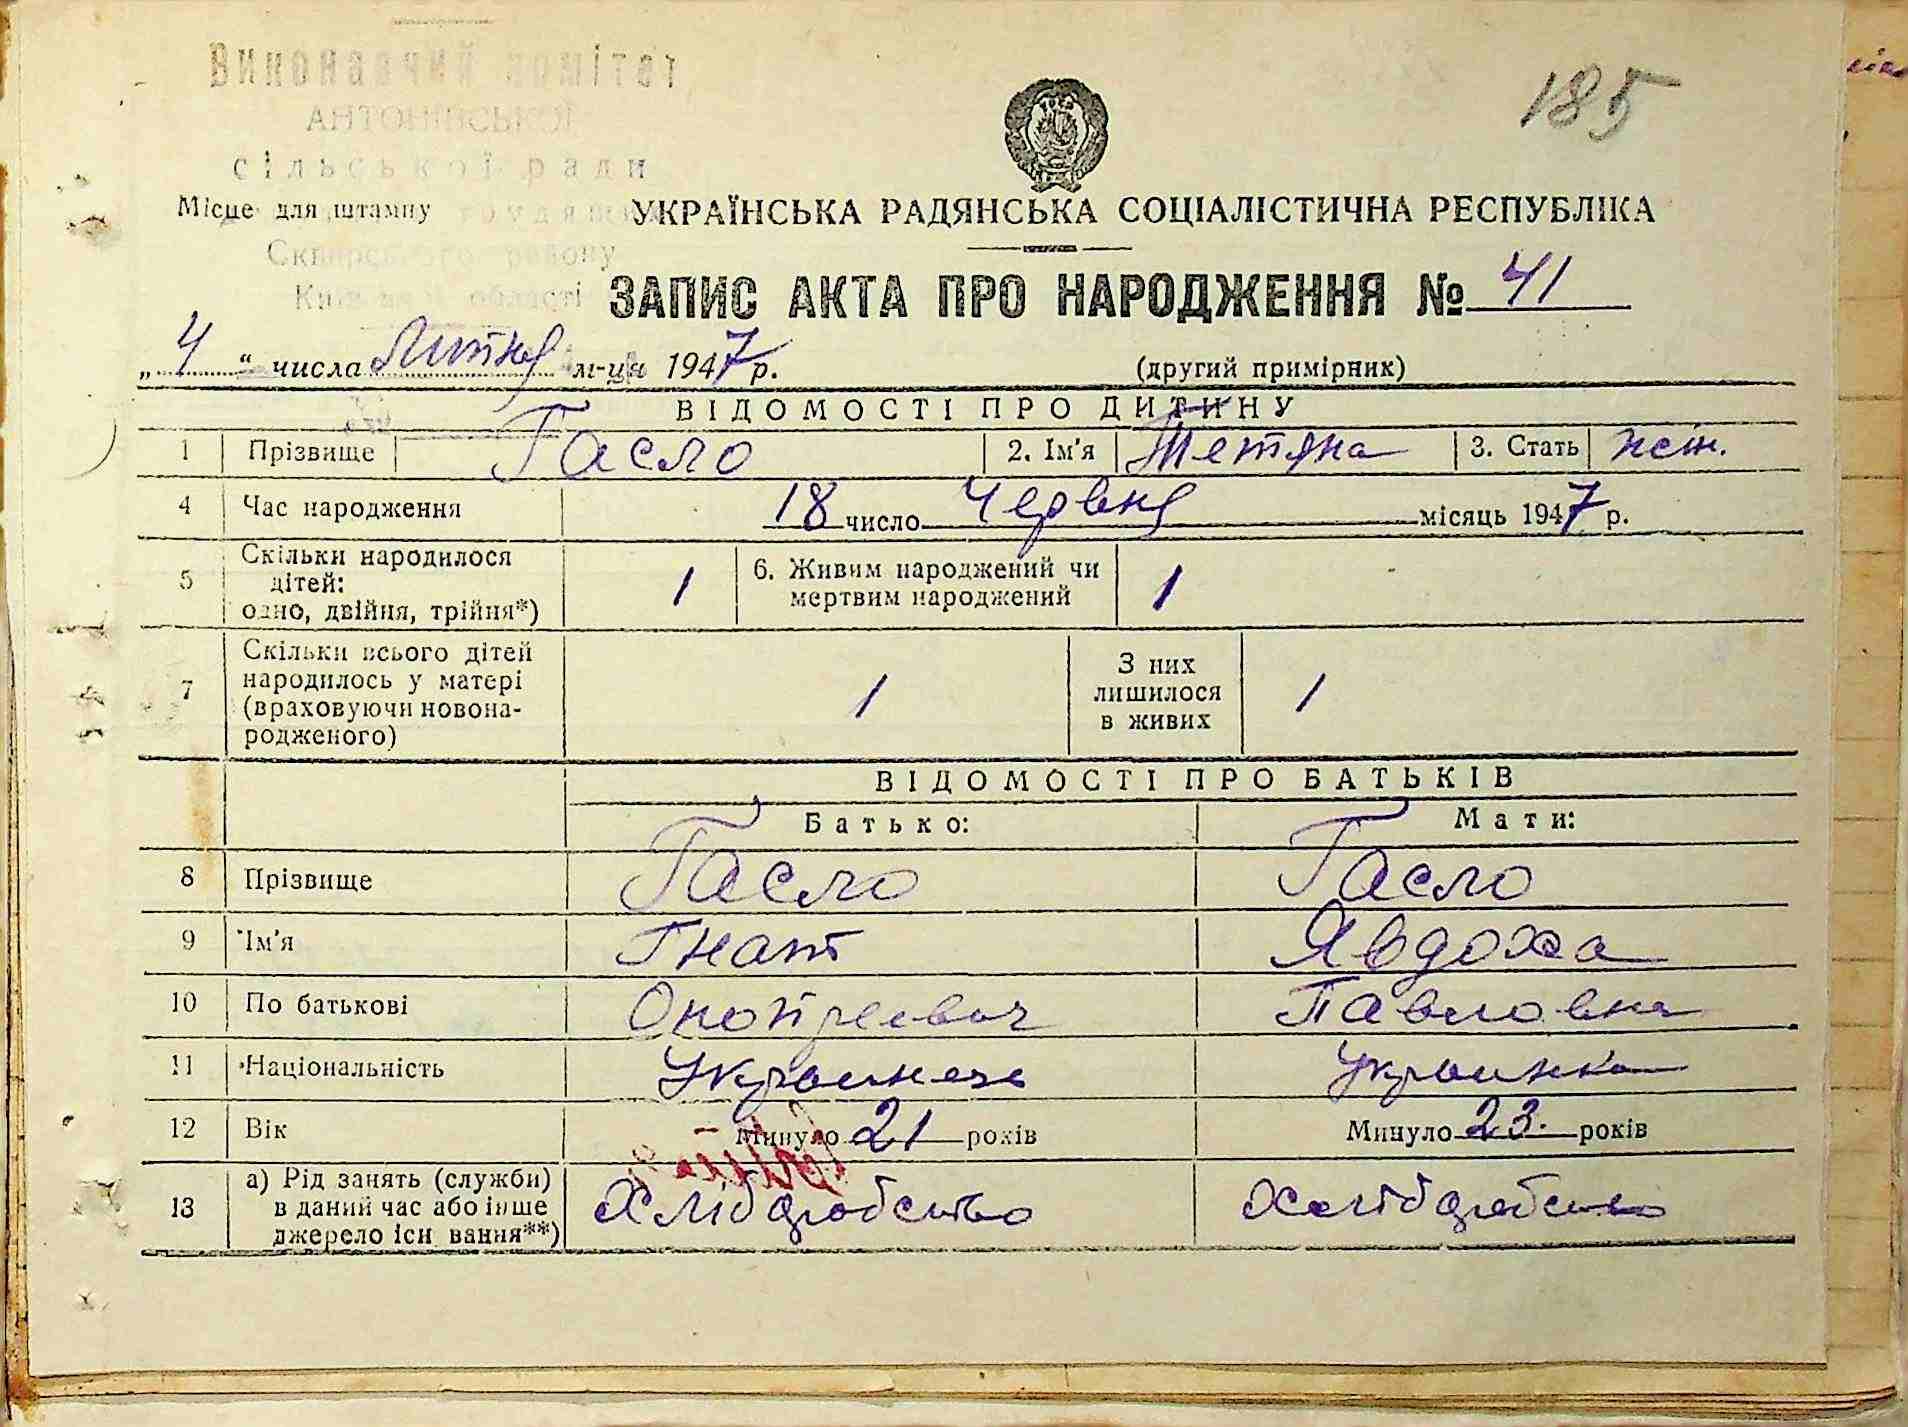 Виконавчий комітет
185
АНТОНІВСЬКОЇ
сільської ради
Місце для штампу
УКРАЇНСЬКА РАДЯНСЬКА СОЦІАЛІСТИЧНА РЕСПУБЛІКА
Сквирського району
Київської області
ЗАПИС АКТА ПРО НАРОДЖЕННЯ № 41
„4“ числа Липня м-ця 1947 р. (другий примірник)
ВІДОМОСТІ ПРО ДИТИНУ
1 Прізвище Гасло 2. Ім'я Тетяна 3. Стать жін.
4 Час народження 18 число Червня місяць 1947 р.
5 Скільки народилося дітей: одно, двійня, трійня*) 1 6. Живим народжений чи мертвим народжений 1
7 Скільки всього дітей народилось у матері (враховуючи новонародженого) 1 З них лишилося в живих 1
ВІДОМОСТІ ПРО БАТЬКІВ
Батько: Мати:
8 Прізвище Гасло Гасло
9 Ім'я Гнат Явдоха
10 По батькові Онопреевич Павловна
11 Національність Украинець Украинка
12 Вік Минуло 21 років Минуло 23. років
13 а) Рід занять (служби) в даний час або інше джерело існування**) Хлібдробство Хлібдробство